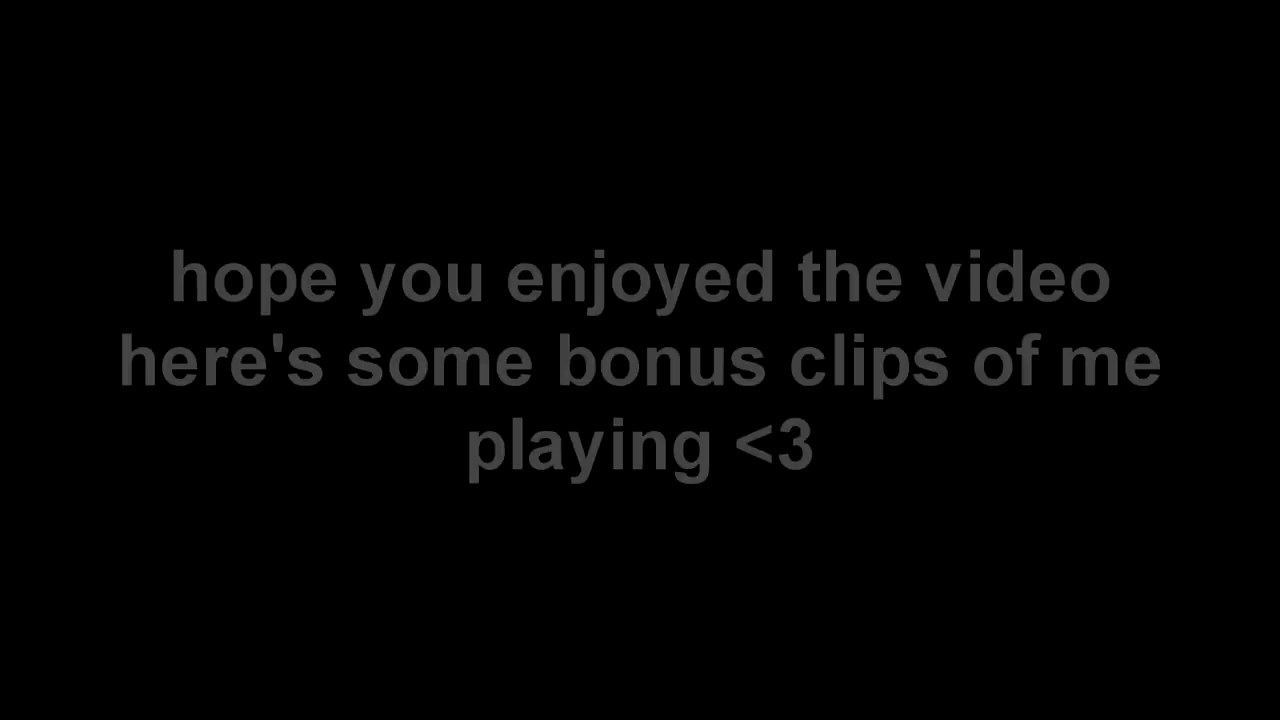 hope you enjoyed the video
here's some bonus clips of me
playing <3